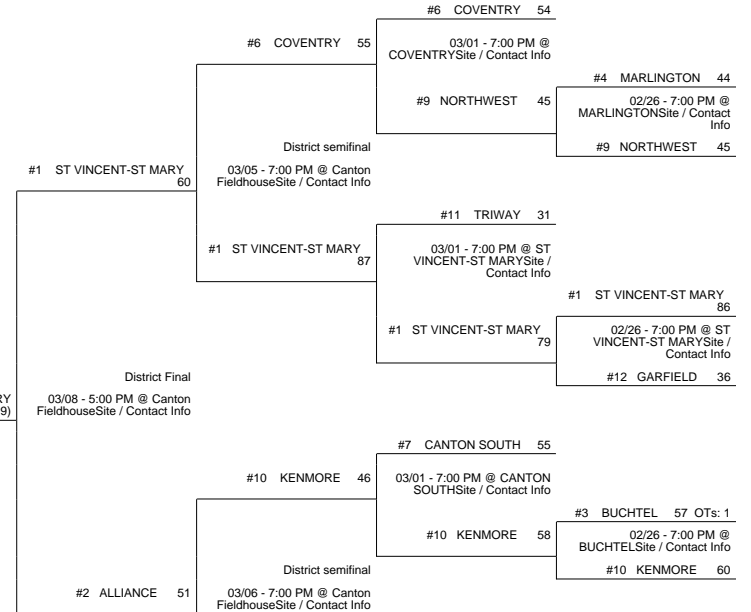 #6 COVENTRY 54
#6 COVENTRY 55
03/01 - 7:00 PM @
COVENTRYSite / Contact Info
#4 MARLINGTON 44
#9 NORTHWEST 45
02/26 - 7:00 PM @
MARLINGTONSite / Contact
Info
District semifinal
#9 NORTHWEST 45
#1 ST VINCENT-ST MARY
60
03/05 - 7:00 PM @ Canton
FieldhouseSite / Contact Info
#11 TRIWAY 31
#1 ST VINCENT-ST MARY
87
03/01 - 7:00 PM @ ST
VINCENT-ST MARYSite /
Contact Info
#1 ST VINCENT-ST MARY
86
#1 ST VINCENT-ST MARY
79
02/26 - 7:00 PM @ ST
VINCENT-ST MARYSite /
Contact Info
District Final
#12 GARFIELD 36
RY
9)
03/08 - 5:00 PM @ Canton
FieldhouseSite / Contact Info
#7 CANTON SOUTH 55
#10 KENMORE 46
03/01 - 7:00 PM @ CANTON
SOUTHSite / Contact Info
#3 BUCHTEL 57 OTs: 1
#10 KENMORE 58
02/26 - 7:00 PM @
BUCHTELSite / Contact Info
District semifinal
#10 KENMORE 60
#2 ALLIANCE 51
03/06 - 7:00 PM @ Canton
FieldhouseSite / Contact Info